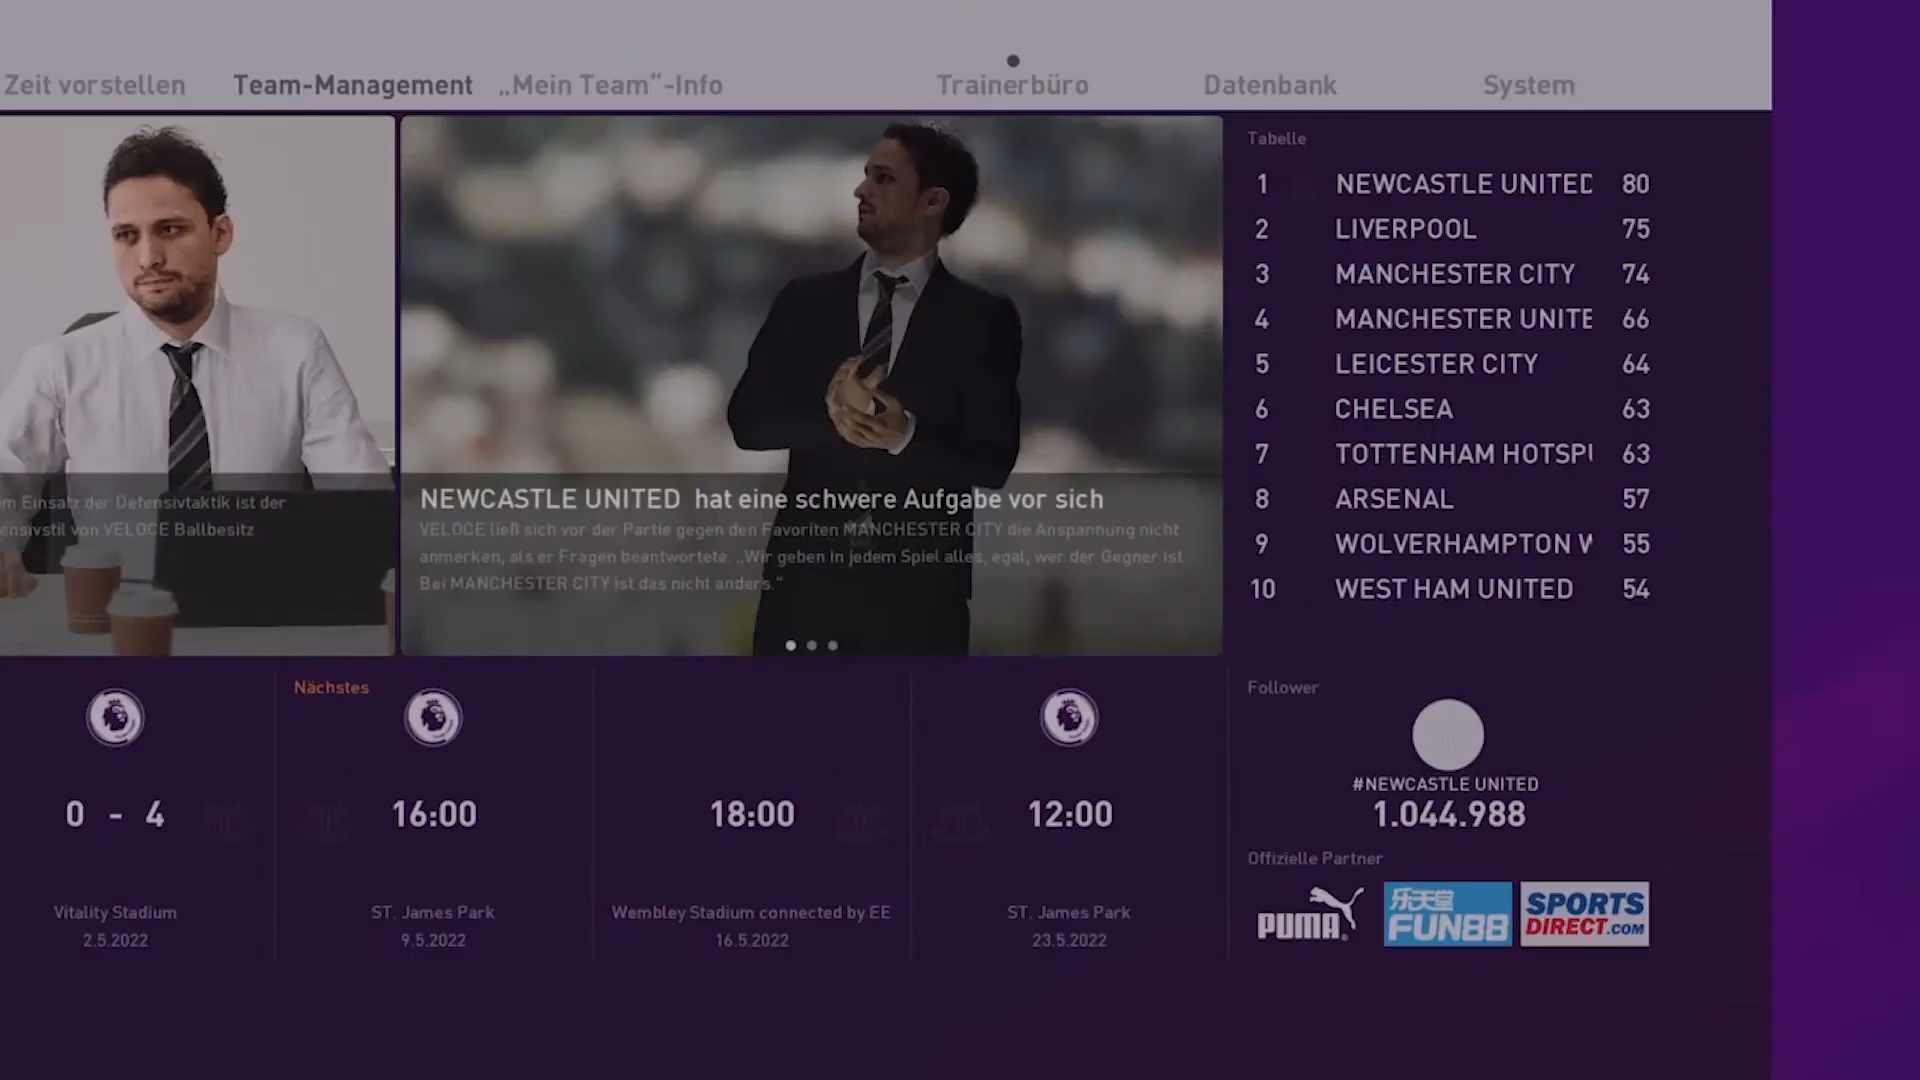 Zeit vorstellen
Team-Management
„Mein Team"-Info
Trainerbüro
Datenbank
System
im Einsatz der Defensivtaktik ist der
ensivstil von VELOCE Ballbesitz
NEWCASTLE UNITED hat eine schwere Aufgabe vor sich
VELOCE ließ sich vor der Partie gegen den Favoriten MANCHESTER CITY die Anspannung nicht
anmerken, als er Fragen beantwortete. „Wir geben in jedem Spiel alles, egal, wer der Gegner ist
Bei MANCHESTER CITY ist das nicht anders."
Tabelle
1 NEWCASTLE UNITED 80
2 LIVERPOOL 75
3 MANCHESTER CITY 74
4 MANCHESTER UNITE 66
5 LEICESTER CITY 64
6 CHELSEA 63
7 TOTTENHAM HOTSPU 63
8 ARSENAL 57
9 WOLVERHAMPTON W 55
10 WEST HAM UNITED 54
0 - 4
Vitality Stadium
2.5.2022
Nächstes
16:00
ST. James Park
9.5.2022
18:00
Wembley Stadium connected by EE
16.5.2022
12:00
ST. James Park
23.5.2022
Follower
#NEWCASTLE UNITED
1.044.988
Offizielle Partner
PUMA
乐天堂
FUN88
SPORTS
DIRECT.COM